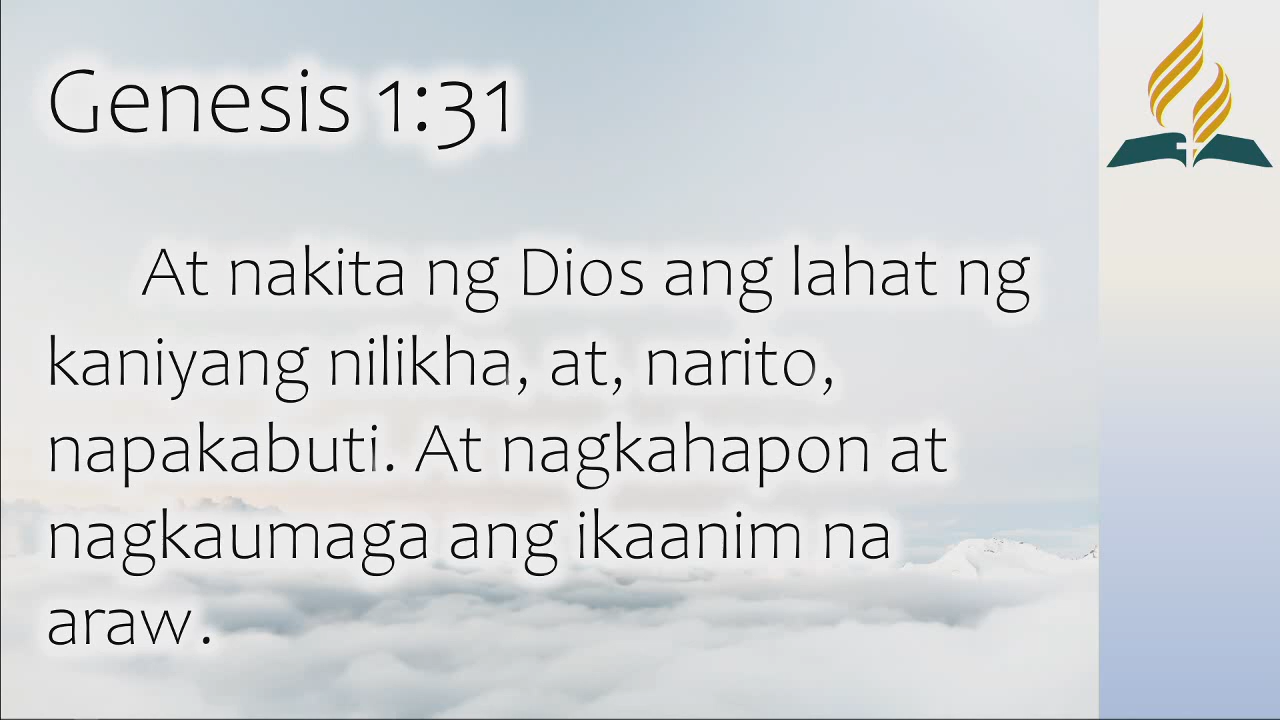 Genesis 1:31
At nakita ng Dios ang lahat ng
kaniyang nilikha, at, narito,
napakabuti. At nagkahapon at
nagkaumaga ang ikaanim na
araw.